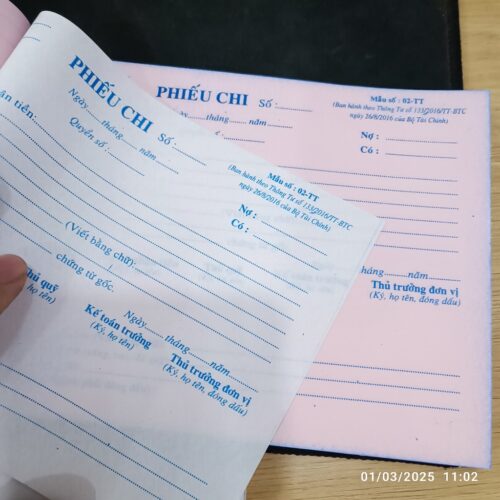 PHIẾU CHI Số :
Mẫu số : 02-TT
(Ban hành theo Thông Tư số 133/2016/TT-BTC
ngày 26/8/2016 của Bộ Tài Chính)
tháng năm
Nợ :
Có :
tháng năm
Thủ trưởng đơn vị
(Ký, họ tên, đóng dấu)
PHIẾU CHI Số :
Ngày tháng năm
Quyển số :
Mẫu số : 02-TT
(Ban hành theo Thông Tư số 133/2016/TT-BTC
ngày 26/8/2016 của Bộ Tài Chính)
Nợ :
Có :
tiền:
(Viết bằng chữ):
chứng từ gốc.
Ngày tháng năm
quỹ
họ tên)
Kế toán trưởng
(Ký, họ tên)
Thủ trưởng đơn vị
(Ký, họ tên, đóng dấu)
01/03/2025 11:02